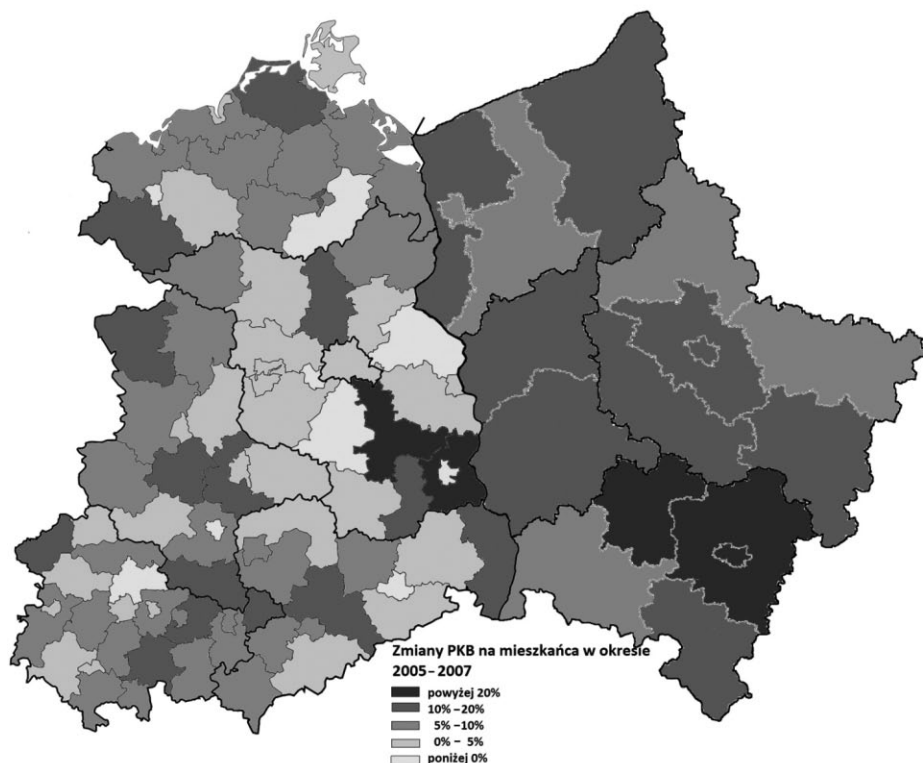 Zmiany PKB na mieszkańca w okresie
2005–2007
powyżej 20%
10% –20%
5% –10%
0% – 5%
poniżej 0%